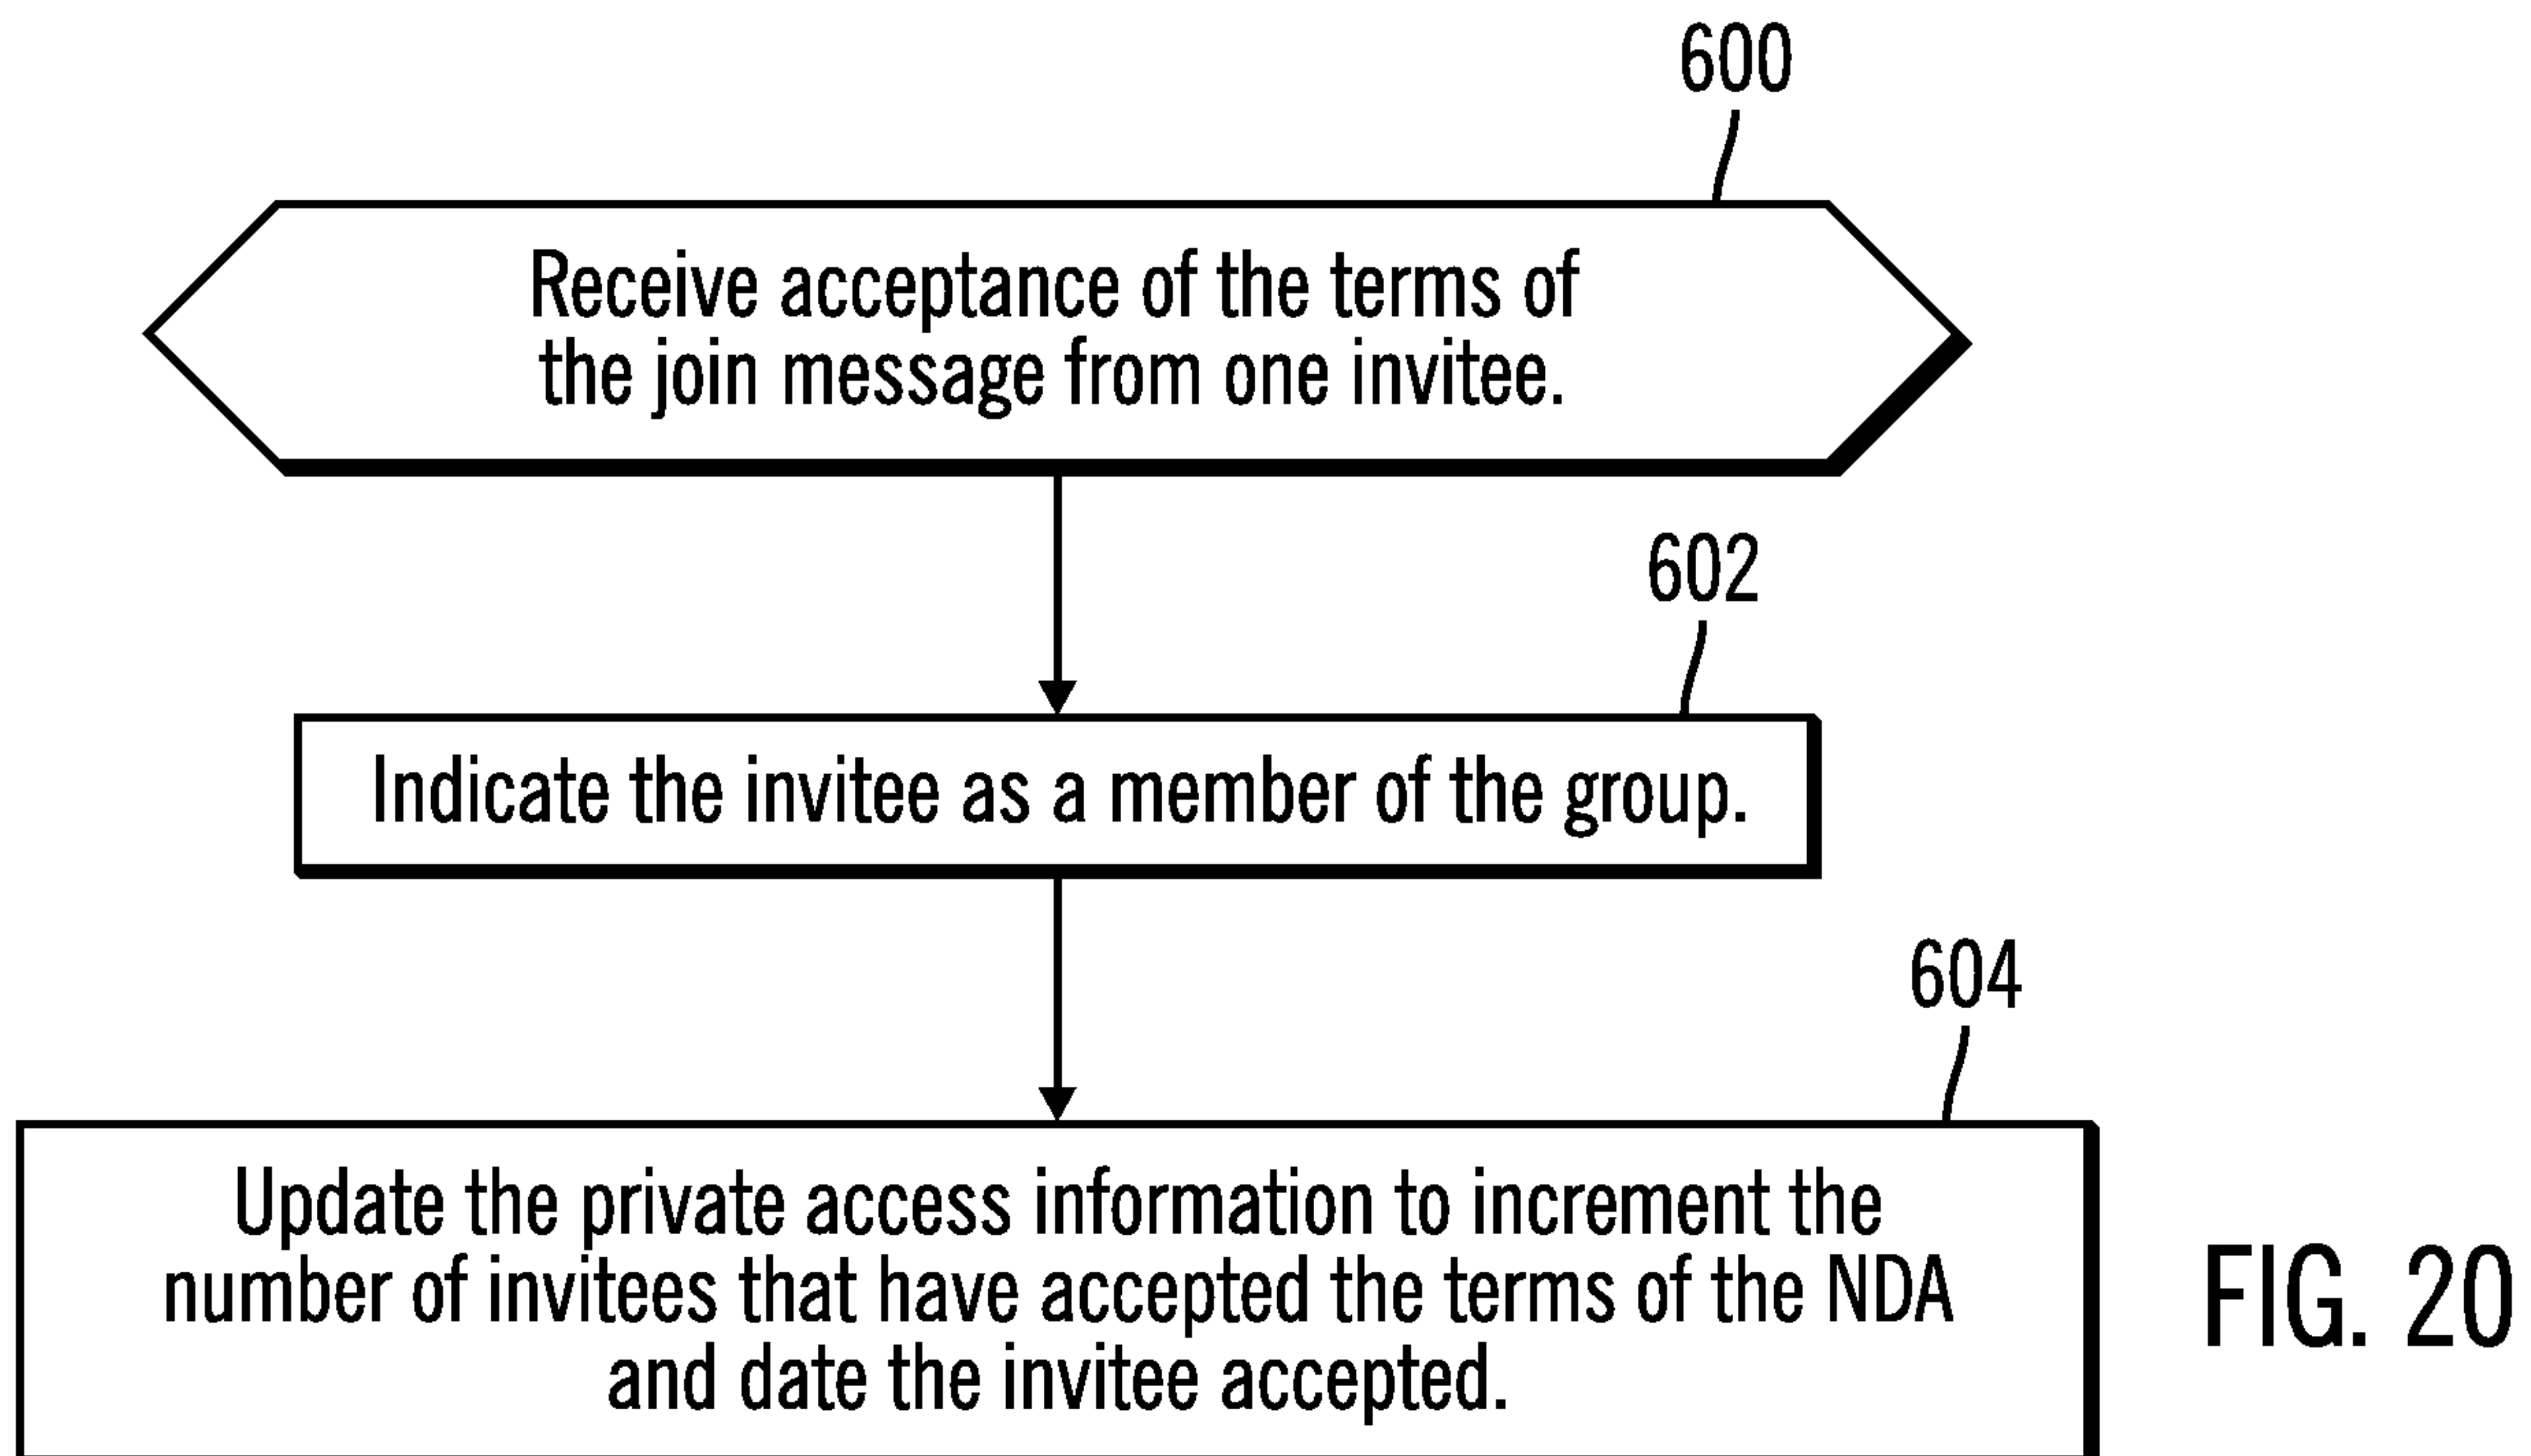 600
Receive acceptance of the terms of
the join message from one invitee.
602
Indicate the invitee as a member of the group.
604
Update the private access information to increment the
number of invitees that have accepted the terms of the NDA
and date the invitee accepted.
FIG. 20